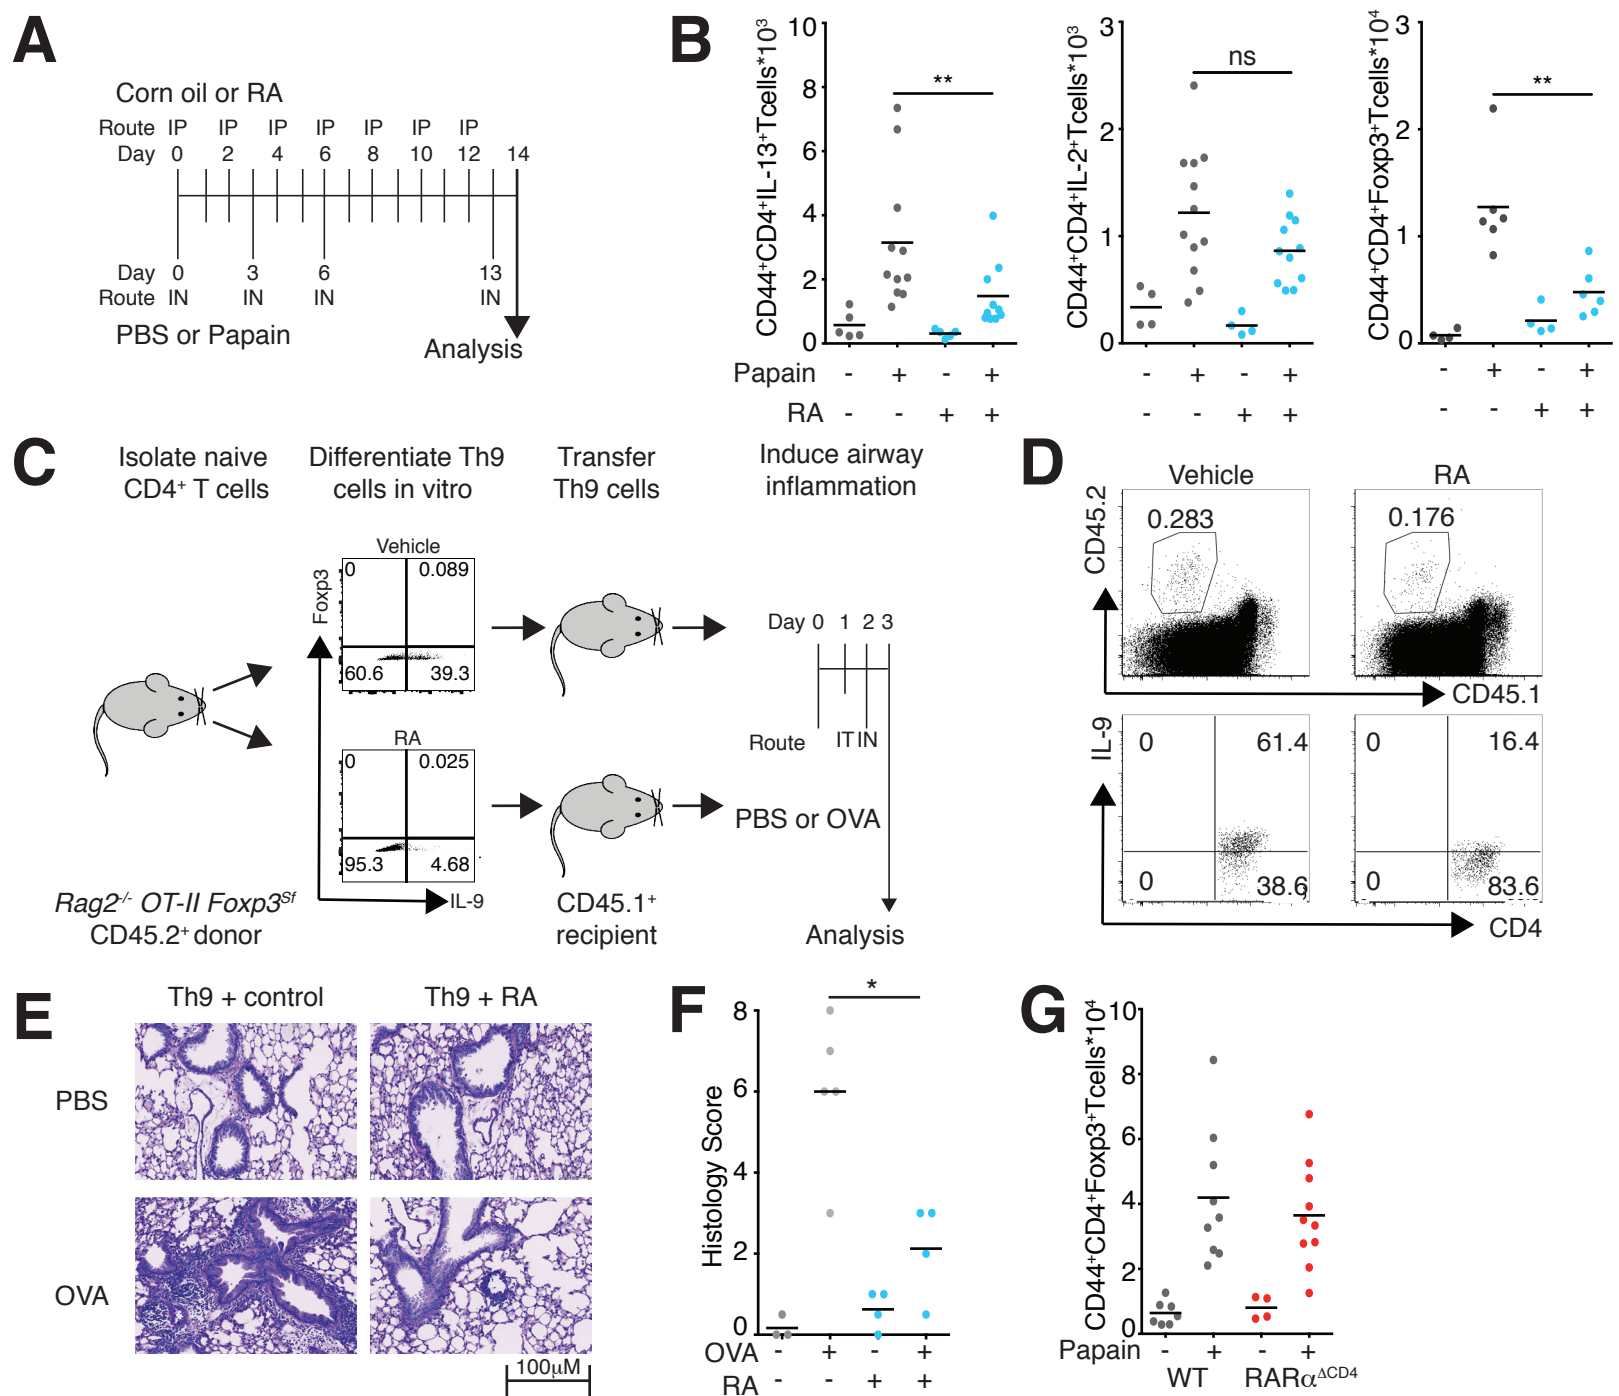 A
Corn oil or RA
Route IP IP IP IP IP IP IP
Day 0 2 4 6 8 10 12 14
Day 0 3 6 13
Route IN IN IN IN
PBS or Papain
Analysis
B
CD44+CD4+IL-13+Tcells*10³
10
8
6
4
2
0
**
CD44+CD4+IL-2+Tcells*10³
3
2
1
0
ns
CD44+CD4+Foxp3+Tcells*10⁴
3
2
1
0
**
Papain - + - + - + - + - + - +
RA - - + + - - + + - - + +
C
Isolate naive
CD4+ T cells
Differentiate Th9
cells in vitro
Transfer
Th9 cells
Induce airway
inflammation
Vehicle
Foxp3
0 0.089
60.6 39.3
RA
0 0.025
95.3 4.68
IL-9
Rag2-/- OT-II Foxp3Sf
CD45.2+ donor
CD45.1+
recipient
Day 0 1 2 3
Route IT IN
PBS or OVA
Analysis
D
Vehicle RA
CD45.2
0.283 0.176
CD45.1
IL-9
0 61.4 0 16.4
0 38.6 0 83.6
CD4
E
Th9 + control Th9 + RA
PBS
OVA
100µM
F
Histology Score
8
6
4
2
0
*
OVA - + - +
RA - - + +
G
CD44+CD4+Foxp3+Tcells*10⁴
10
8
6
4
2
0
Papain - + - +
WT RARαΔCD4